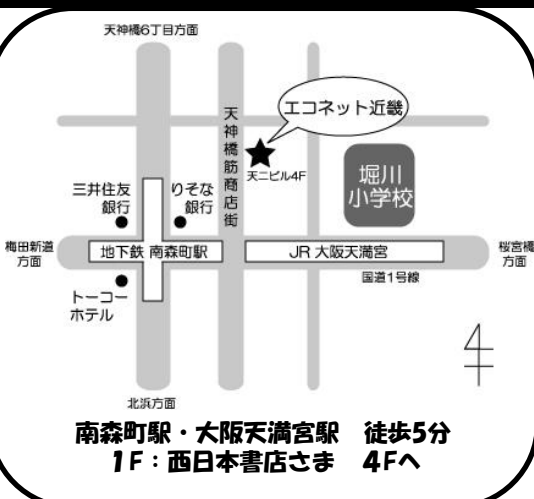 天神橋6丁目方面
エコネット近畿
天神橋筋商店街
天二ビル4F
堀川
小学校
三井住友
銀行
りそな
銀行
梅田新道
方面
地下鉄 南森町駅
JR 大阪天満宮
桜宮橋
方面
国道1号線
トーコー
ホテル
北浜方面
南森町駅・大阪天満宮駅 徒歩5分
1F:西日本書店さま 4Fへ